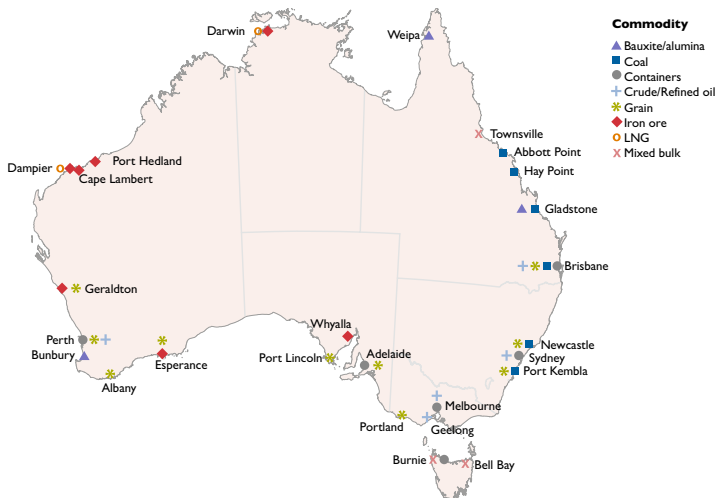 Commodity
Bauxite/alumina
Coal
Containers
Crude/Refined oil
Grain
Iron ore
LNG
Mixed bulk
Darwin
Weipa
Townsville
Abbott Point
Hay Point
Port Hedland
Dampier
Cape Lambert
Gladstone
Brisbane
Geraldton
Whyalla
Perth
Bunbury
Esperance
Albany
Port Lincoln
Adelaide
Newcastle
Sydney
Port Kembla
Melbourne
Portland
Geelong
Burnie
Bell Bay